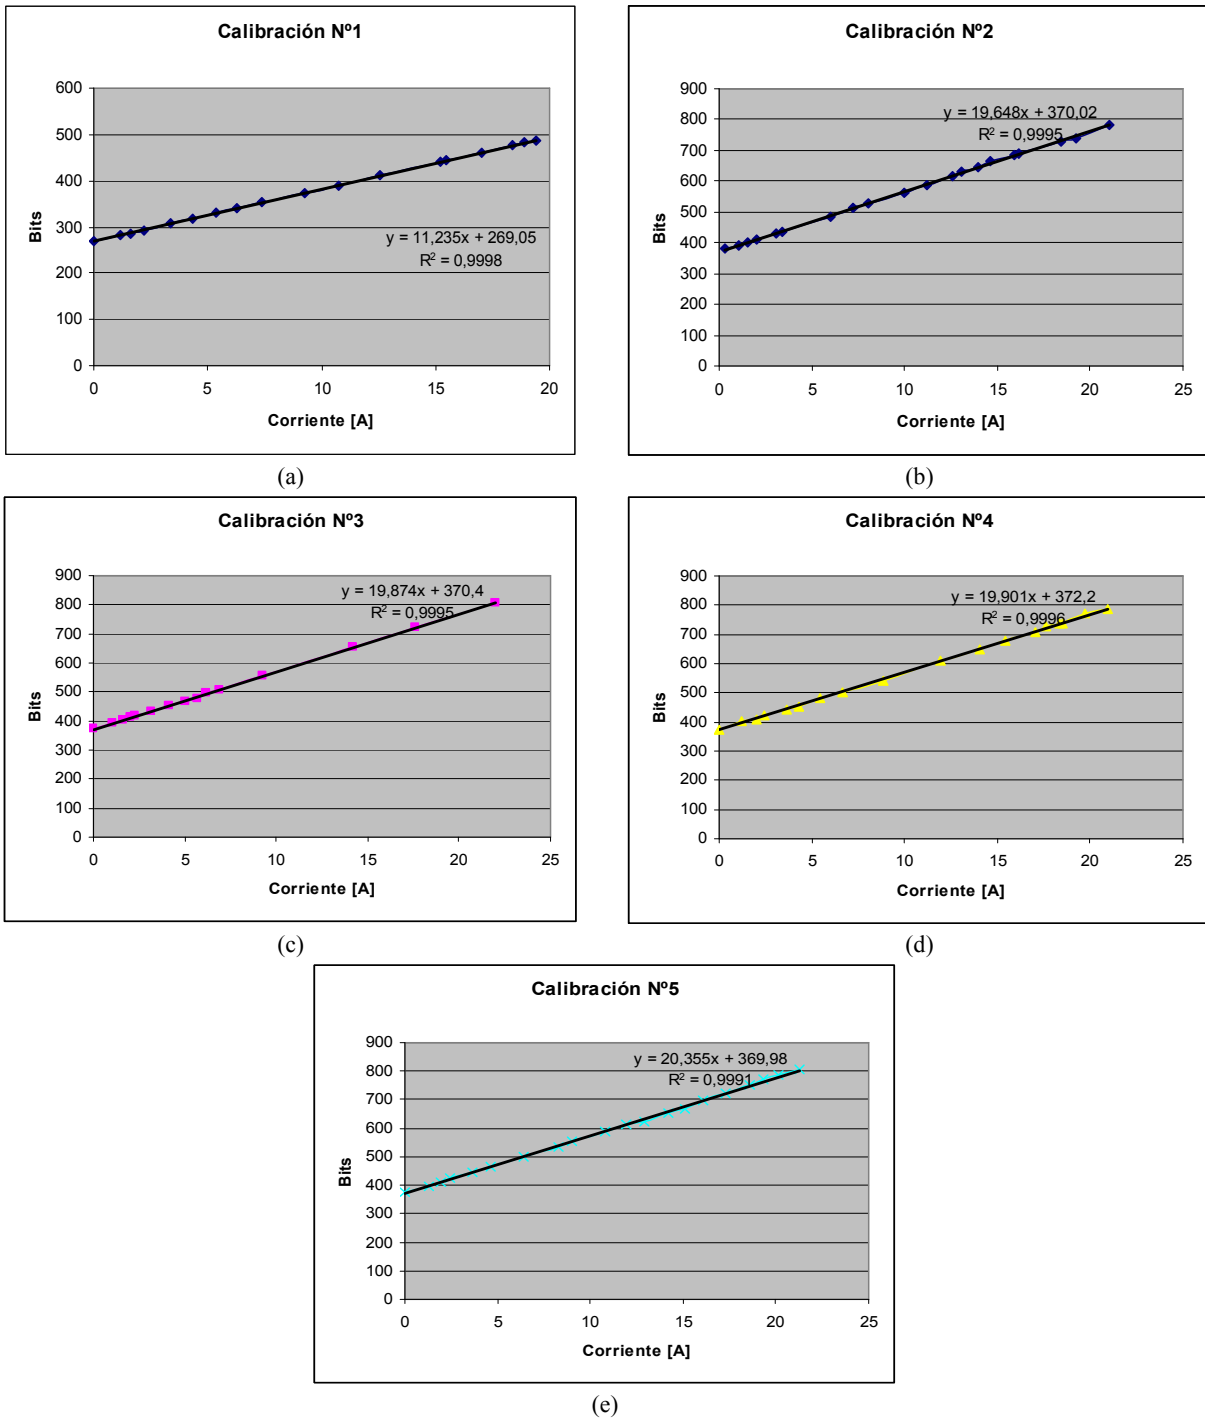 Calibración Nº1
600
500
400
300
200
100
0
y = 11,235x + 269,05
R² = 0,9998
0 5 10 15 20
Bits
Corriente [A]
(a)
Calibración Nº2
900
800
700
600
500
400
300
200
100
0
y = 19,648x + 370,02
R² = 0,9995
0 5 10 15 20 25
Bits
Corriente [A]
(b)
Calibración Nº3
900
800
700
600
500
400
300
200
100
0
y = 19,874x + 370,4
R² = 0,9995
0 5 10 15 20 25
Bits
Corriente [A]
(c)
Calibración Nº4
900
800
700
600
500
400
300
200
100
0
y = 19,901x + 372,2
R² = 0,9996
0 5 10 15 20 25
Bits
Corriente [A]
(d)
Calibración Nº5
900
800
700
600
500
400
300
200
100
0
y = 20,355x + 369,98
R² = 0,9991
0 5 10 15 20 25
Bits
Corriente [A]
(e)